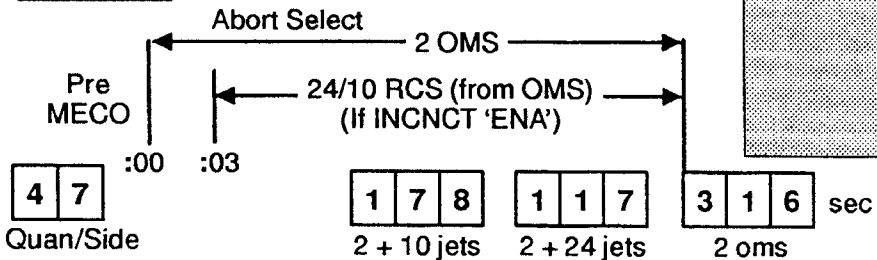 Abort Select
2 OMS
Pre
MECO
24/10 RCS (from OMS)
(If INCNCT 'ENA')
:00 :03
4 7 1 7 8 1 1 7 3 1 6 sec
Quan/Side 2 + 10 jets 2 + 24 jets 2 oms